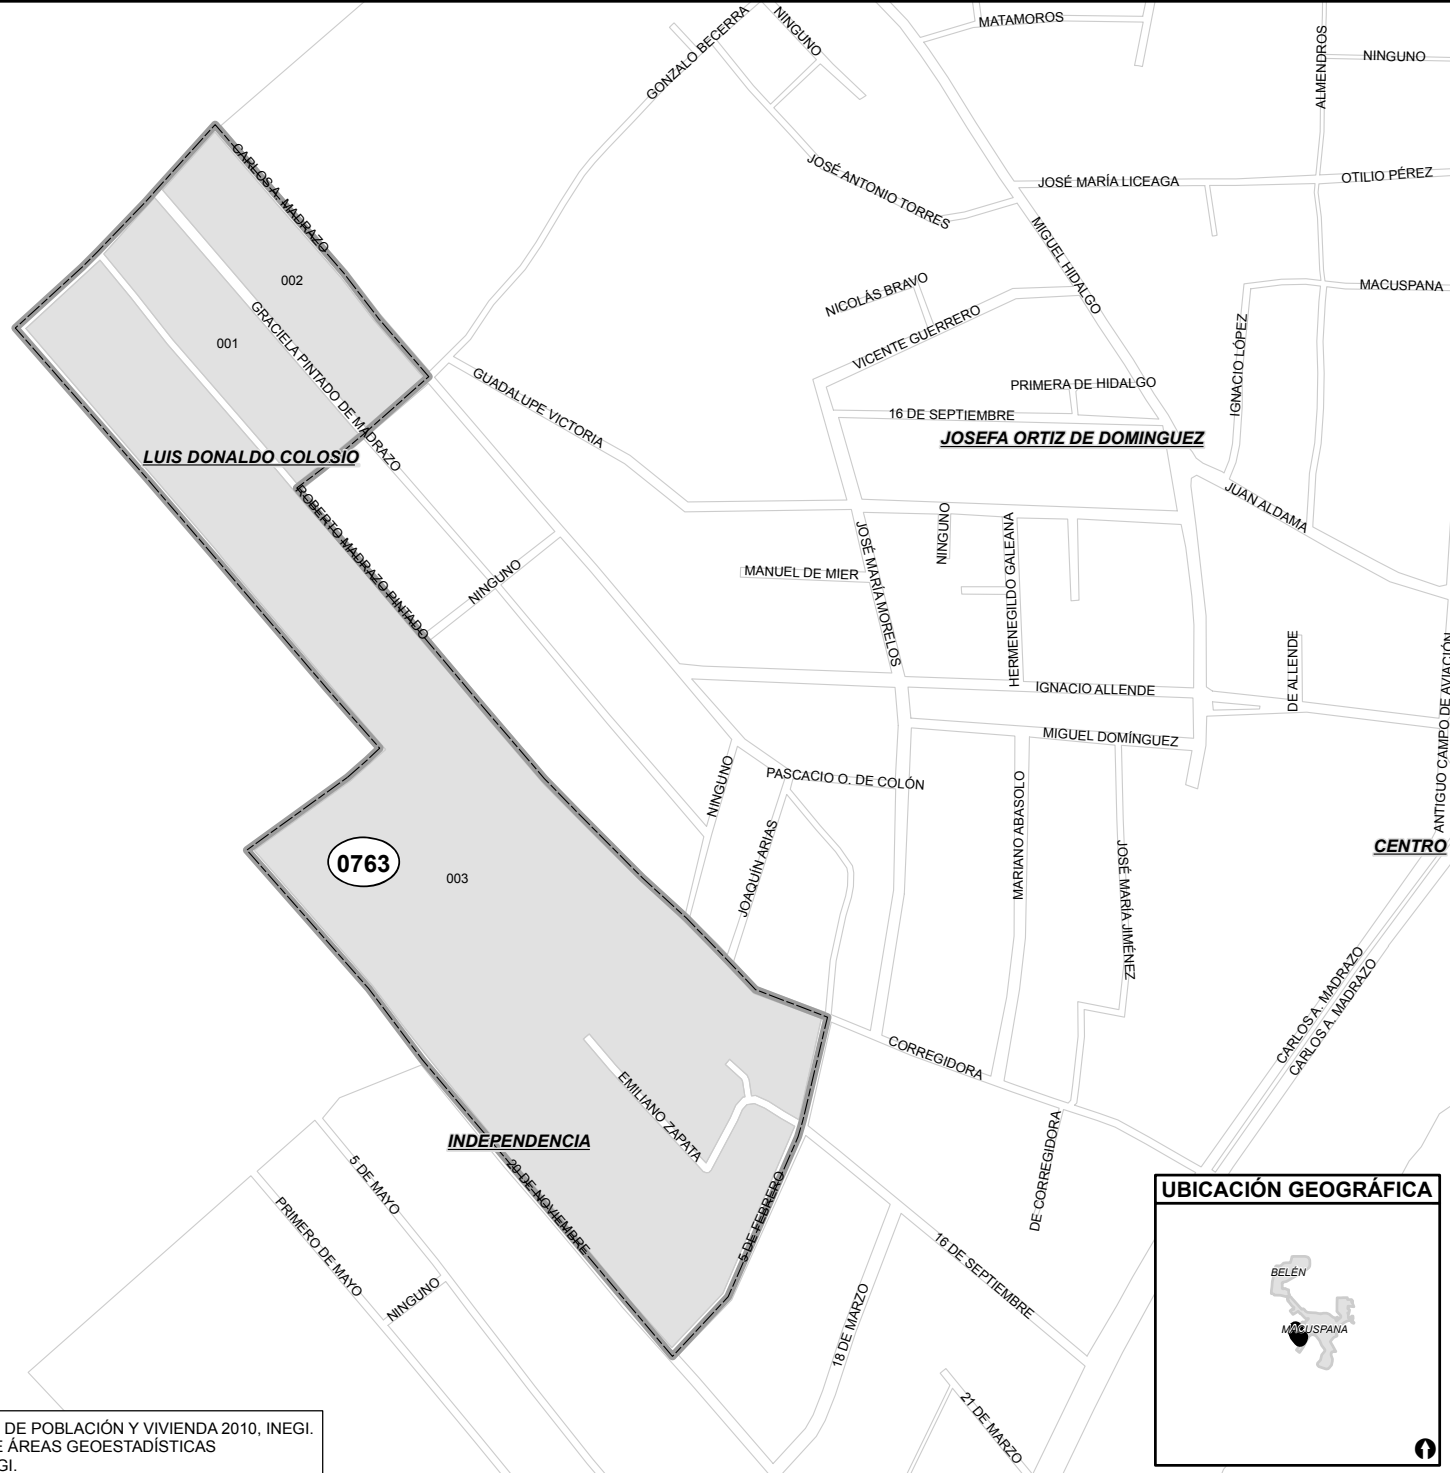 MATAMOROS
NINGUNO
GONZALO BECERRA
ALMENDROS
NINGUNO
CARLOS A. MADRAZO
JOSÉ ANTONIO TORRES
JOSÉ MARÍA LICEAGA
OTILIO PÉREZ
MIGUEL HIDALGO
002
NICOLÁS BRAVO
MACUSPANA
001
GRACIELA PINTADO DE MADRAZO
VICENTE GUERRERO
IGNACIO LÓPEZ
GUADALUPE VICTORIA
PRIMERA DE HIDALGO
16 DE SEPTIEMBRE
JOSEFA ORTIZ DE DOMINGUEZ
LUIS DONALDO COLOSIO
JUAN ALDAMA
ROBERTO MADRAZO PINTADO
NINGUNO
JOSÉ MARÍA MORELOS
NINGUNO
HERMENEGILDO GALEANA
MANUEL DE MIER
DE ALLENDE
ANTIGUO CAMPO DE AVIACIÓN
IGNACIO ALLENDE
MIGUEL DOMÍNGUEZ
NINGUNO
PASCACIO O. DE COLÓN
MARIANO ABASOLO
JOAQUÍN ARIAS
JOSÉ MARÍA JIMÉNEZ
CENTRO
0763
003
CARLOS A. MADRAZO
CARLOS A. MADRAZO
CORREGIDORA
EMILIANO ZAPATA
DE CORREGIDORA
INDEPENDENCIA
20 DE NOVIEMBRE
5 DE MAYO
5 DE FEBRERO
PRIMERO DE MAYO
NINGUNO
16 DE SEPTIEMBRE
18 DE MARZO
21 DE MARZO
UBICACIÓN GEOGRÁFICA
BELÉN
MACUSPANA
DE POBLACIÓN Y VIVIENDA 2010, INEGI.
E ÁREAS GEOESTADÍSTICAS
GI.